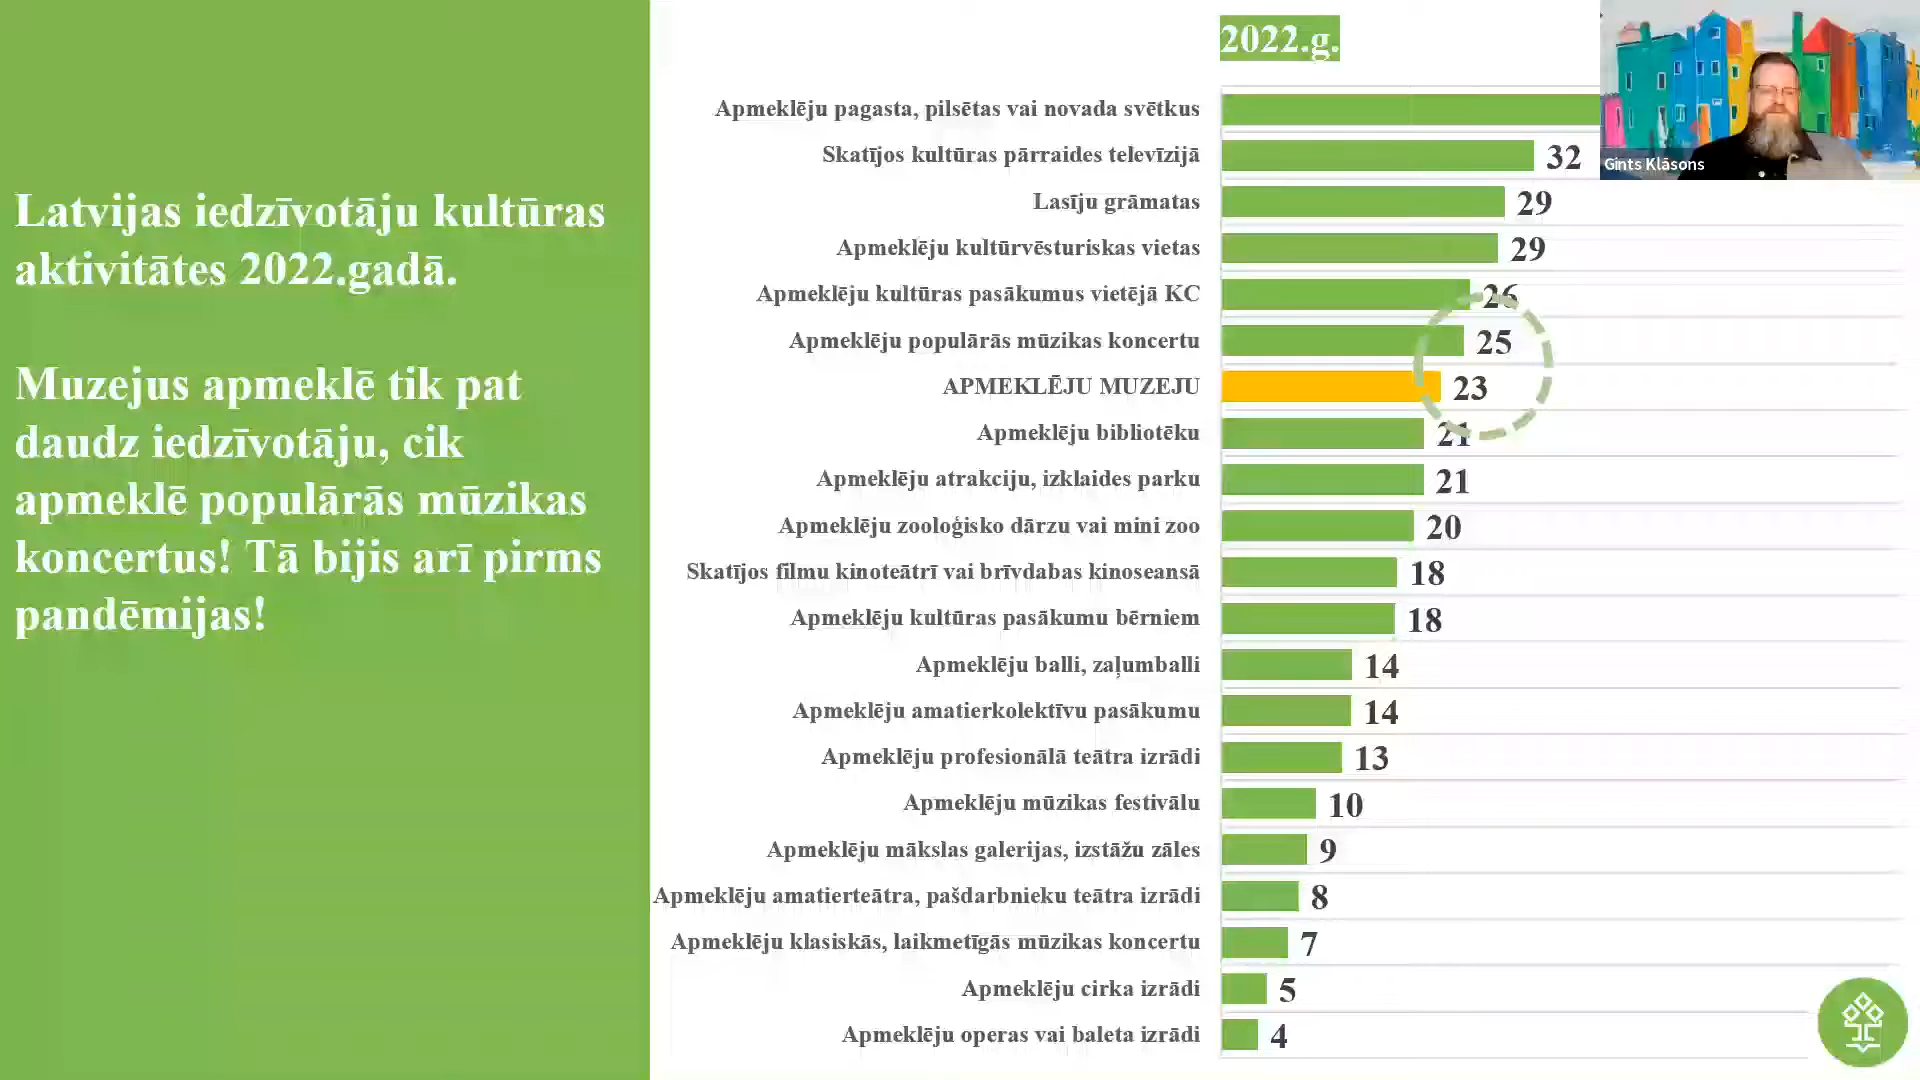 Latvijas iedzīvotāju kultūras
aktivitātes 2022.gadā.
Muzejus apmeklē tik pat
daudz iedzīvotāju, cik
apmeklē populārās mūzikas
koncertus! Tā bijis arī pirms
pandēmijas!
2022.g.
Apmeklēju pagasta, pilsētas vai novada svētkus
Skatījos kultūras pārraides televīzijā 32
Lasīju grāmatas 29
Apmeklēju kultūrvēsturiskas vietas 29
Apmeklēju kultūras pasākumus vietējā KC 26
Apmeklēju populārās mūzikas koncertu 25
APMEKLĒJU MUZEJU 23
Apmeklēju bibliotēku 21
Apmeklēju atrakciju, izklaides parku 21
Apmeklēju zooloģisko dārzu vai mini zoo 20
Skatījos filmu kinoteātrī vai brīvdabas kinoseansā 18
Apmeklēju kultūras pasākumu bērniem 18
Apmeklēju balli, zaļumballi 14
Apmeklēju amatierkolektīvu pasākumu 14
Apmeklēju profesionālā teātra izrādi 13
Apmeklēju mūzikas festivālu 10
Apmeklēju mākslas galerijas, izstāžu zāles 9
Apmeklēju amatierteātra, pašdarbnieku teātra izrādi 8
Apmeklēju klasiskās, laikmetīgās mūzikas koncertu 7
Apmeklēju cirka izrādi 5
Apmeklēju operas vai baleta izrādi 4
Gints Klāsons